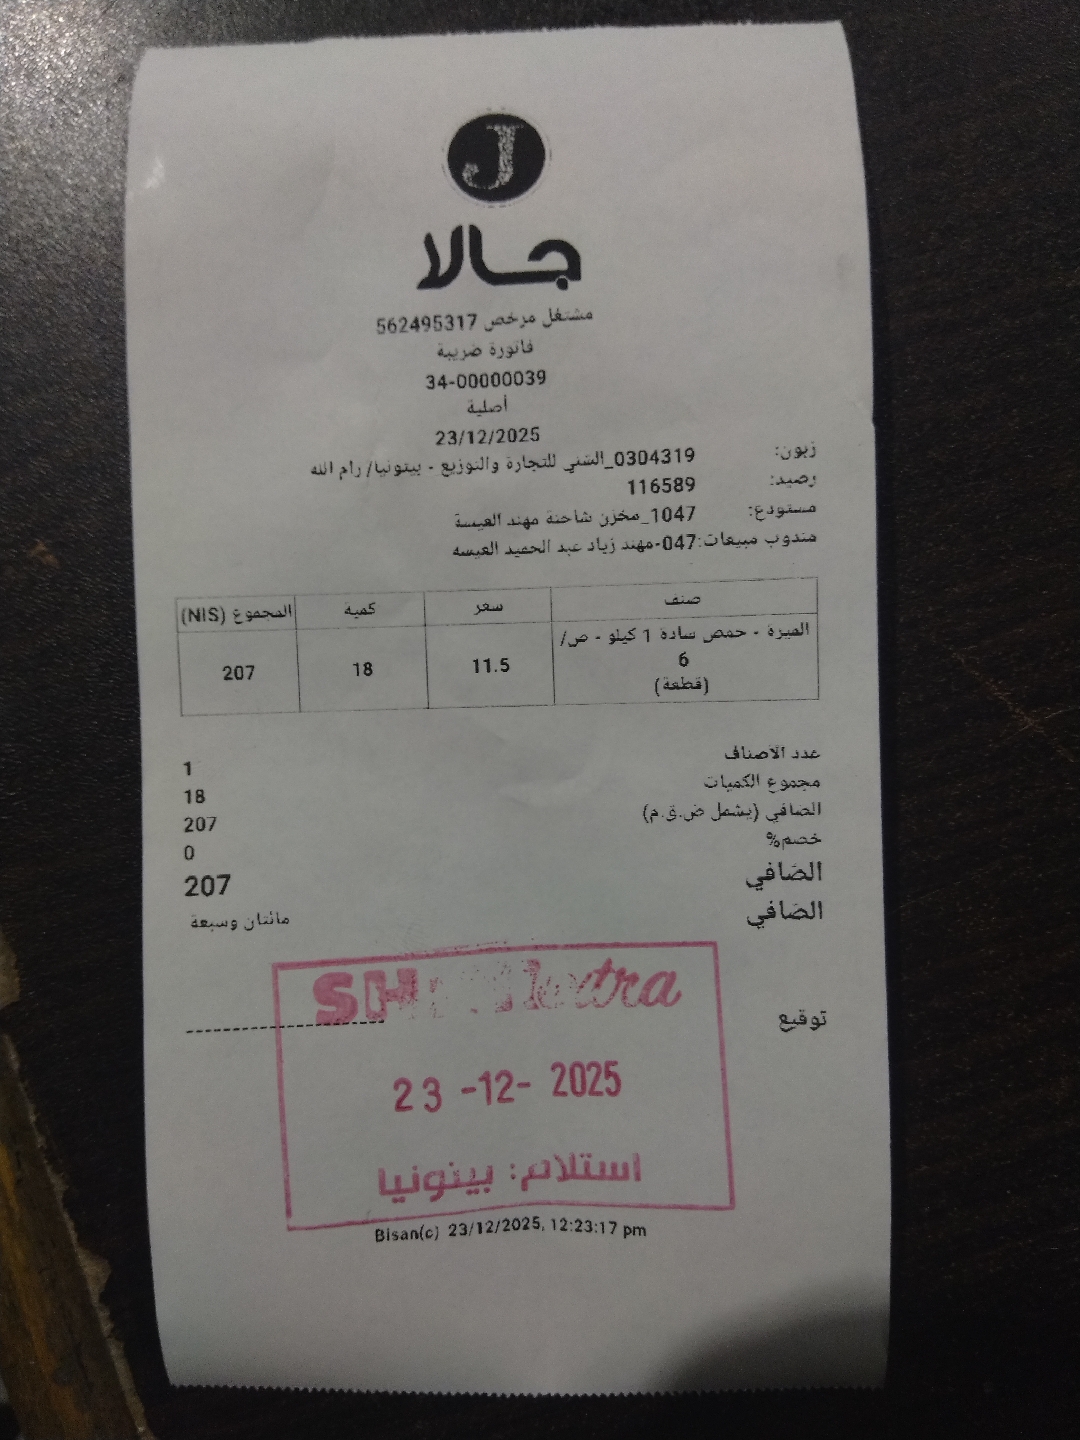 J
جالا
مشتغل مرخص 562495317
فاتورة ضريبة
34-00000039
أصلية
23/12/2025
زبون: 0304319_الشني للتجارة والتوزيع - بيتونيا/ رام الله
رصيد: 116589
مستودع: 1047_مخزن شاحنة مهند العيسة
مندوب مبيعات:047-مهند زياد عبد الحميد العيسه
صنف سعر كمية المجموع (NIS)
الميزة - حمص سادة 1 كيلو - ص/ 11.5 18 207
6
(قطعة)
عدد الأصناف 1
مجموع الكميات 18
الصافي (يشمل ض.ق.م) 207
خصم% 0
الصافي 207
الصافي مائتان وسبعة
توقيع
23 -12- 2025
استلام: بيتونيا
Bisan(c) 23/12/2025, 12:23:17 pm